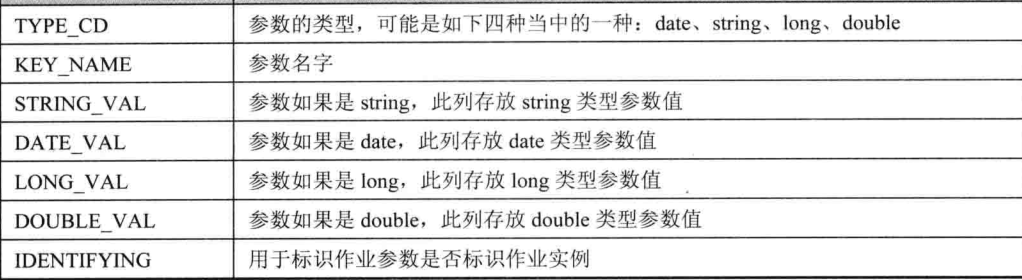 TYPE_CD 参数的类型，可能是如下四种当中的一种：date、string、long、double
KEY_NAME 参数名字
STRING_VAL 参数如果是 string，此列存放 string 类型参数值
DATE_VAL 参数如果是 date，此列存放 date 类型参数值
LONG_VAL 参数如果是 long，此列存放 long 类型参数值
DOUBLE_VAL 参数如果是 double，此列存放 double 类型参数值
IDENTIFYING 用于标识作业参数是否标识作业实例